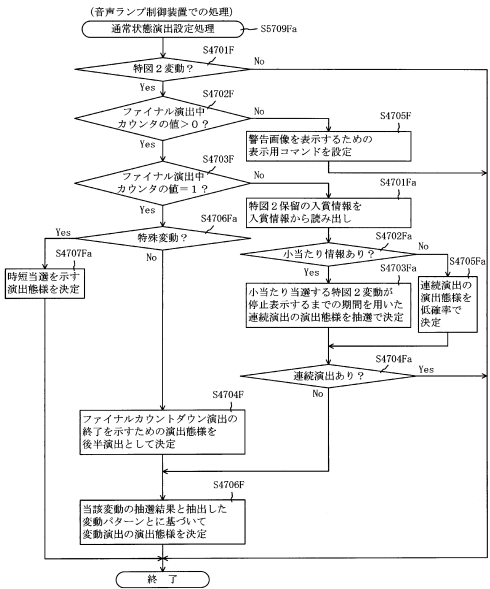 (音声ランプ制御装置での処理)
通常状態演出設定処理
S5709Fa
S4701F
特図2変動?
No
Yes
S4702F
ファイナル演出中
カウンタの値>0?
No
Yes
S4705F
警告画像を表示するための
表示用コマンドを設定
S4703F
ファイナル演出中
カウンタの値=1?
No
Yes
S4701Fa
特図2保留の入賞情報を
入賞情報から読み出し
S4706Fa
特殊変動?
Yes
No
S4702Fa
小当たり情報あり?
No
Yes
S4707Fa
時短当選を示す
演出態様を決定
S4703Fa
小当たり当選する特図2変動が
停止表示するまでの期間を用いた
連続演出の演出態様を抽選で決定
S4705Fa
連続演出の
演出態様を
低確率で
決定
S4704Fa
連続演出あり?
Yes
No
S4704F
ファイナルカウントダウン演出の
終了を示すための演出態様を
後半演出として決定
S4706F
当該変動の抽選結果と抽出した
変動パターンとに基づいて
変動演出の演出態様を決定
終 了